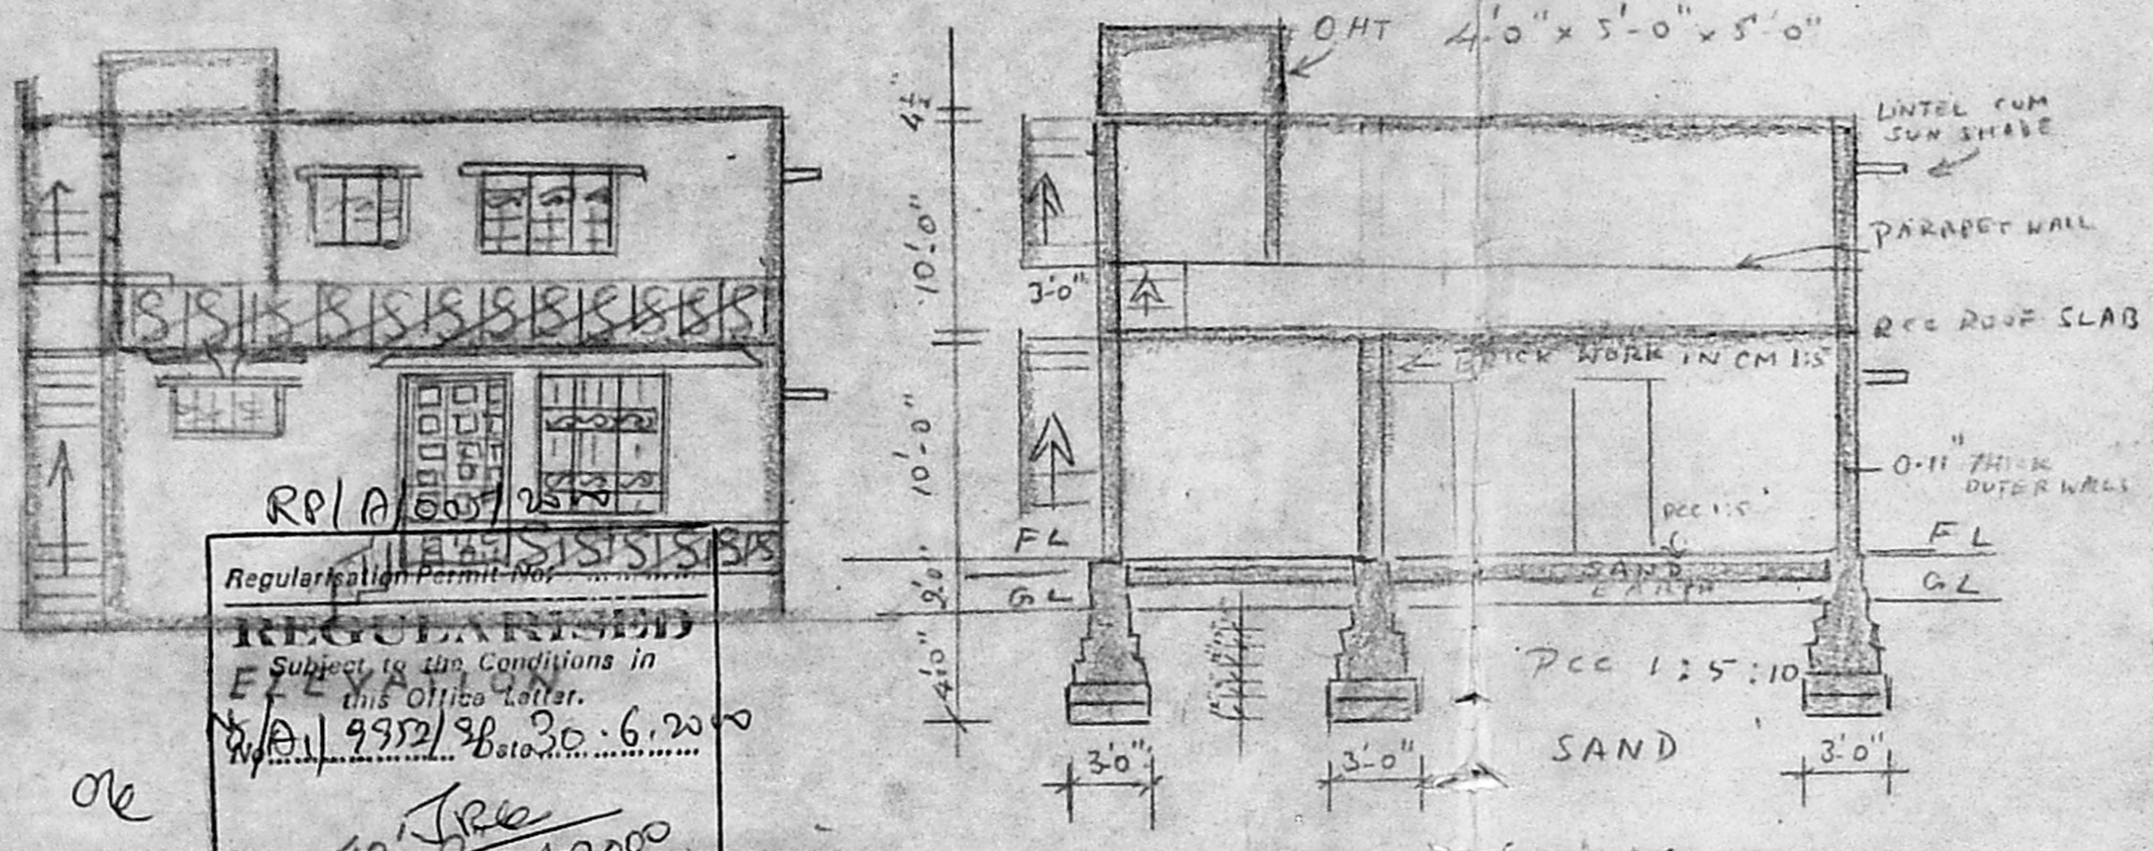 OHT 4'-0" x 5'-0" x 5'-0"
4½"
LINTEL CUM
SUN SHADE
10'-0"
PARAPET WALL
3'-0"
RCC ROOF SLAB
BRICK WORK IN CM 1:5
10'-0"
0-11" THICK
OUTER WALLS
PCC 1:5
FL
FL
SAND
EARTH
GL
GL
2'-0"
4'-0"
PCC 1:5:10
SAND
3'-0"
3'-0"
3'-0"
RP/A/005/2000
Regularisation Permit No.
REGULARISED
Subject to the Conditions in
ELEVATION
this Office Letter.
No. A1/9952/98 Date 30.6.2000
2000